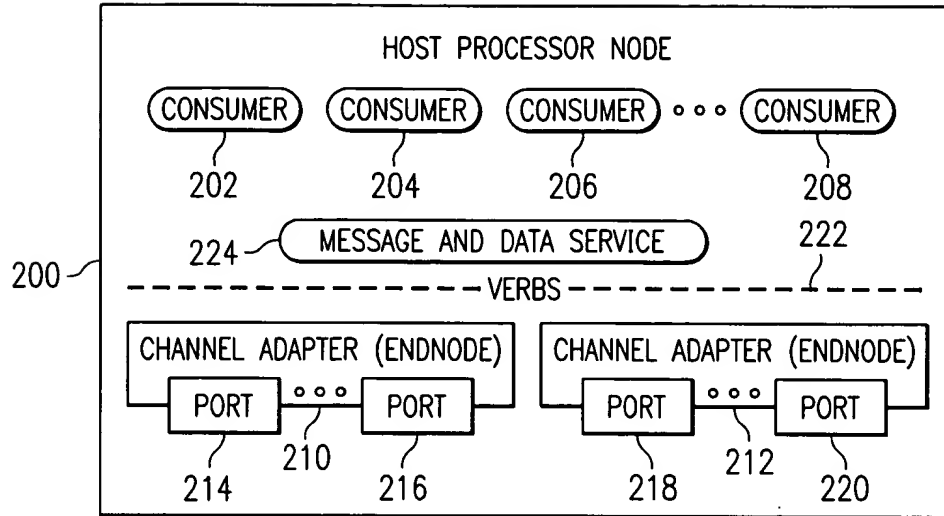 HOST PROCESSOR NODE
CONSUMER CONSUMER CONSUMER CONSUMER
202 204 206 208
224 MESSAGE AND DATA SERVICE 222
200
VERBS
CHANNEL ADAPTER (ENDNODE) CHANNEL ADAPTER (ENDNODE)
PORT PORT PORT PORT
214 210 216 218 212 220